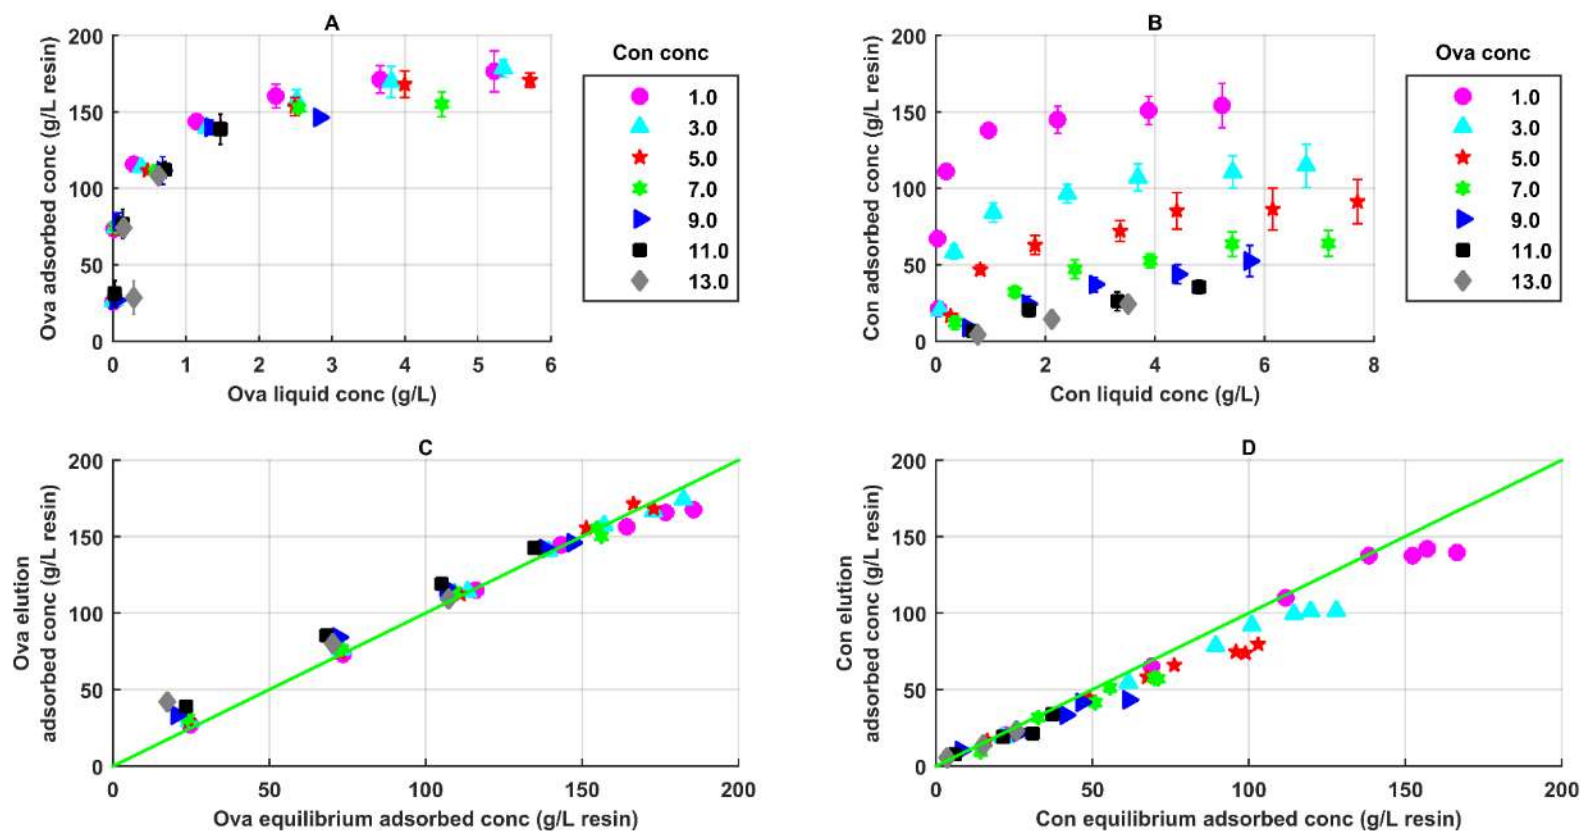 A
Ova adsorbed conc (g/L resin)
200
150
100
50
0
0 1 2 3 4 5 6
Ova liquid conc (g/L)
Con conc
1.0
3.0
5.0
7.0
9.0
11.0
13.0
B
Con adsorbed conc (g/L resin)
200
150
100
50
0
0 2 4 6 8
Con liquid conc (g/L)
Ova conc
1.0
3.0
5.0
7.0
9.0
11.0
13.0
C
Ova elution
adsorbed conc (g/L resin)
200
150
100
50
0
0 50 100 150 200
Ova equilibrium adsorbed conc (g/L resin)
D
Con elution
adsorbed conc (g/L resin)
200
150
100
50
0
0 50 100 150 200
Con equilibrium adsorbed conc (g/L resin)